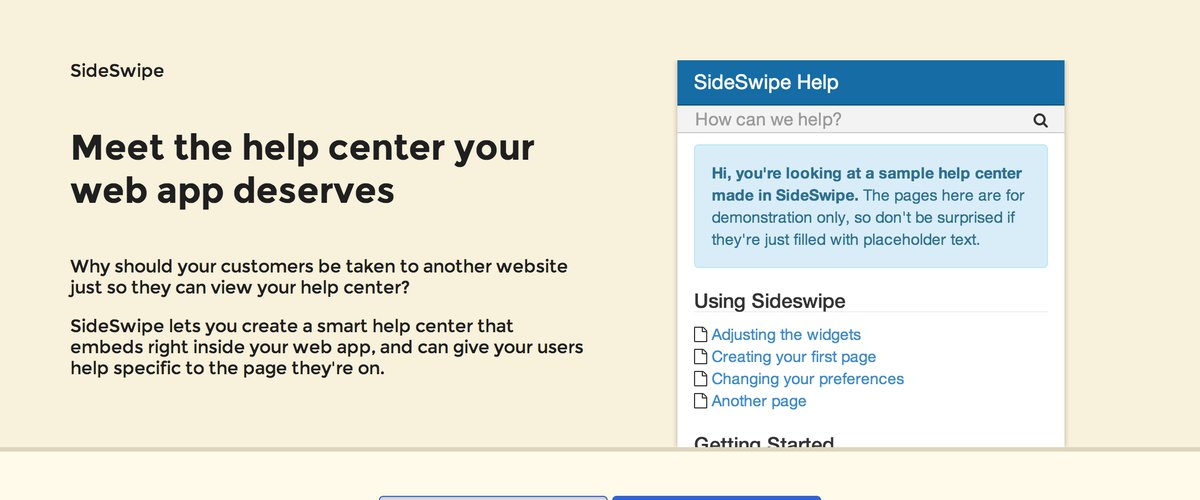 SideSwipe
Meet the help center your
web app deserves
Why should your customers be taken to another website
just so they can view your help center?
SideSwipe lets you create a smart help center that
embeds right inside your web app, and can give your users
help specific to the page they're on.
SideSwipe Help
How can we help?
Hi, you're looking at a sample help center
made in SideSwipe. The pages here are for
demonstration only, so don't be surprised if
they're just filled with placeholder text.
Using Sideswipe
Adjusting the widgets
Creating your first page
Changing your preferences
Another page
Getting Started